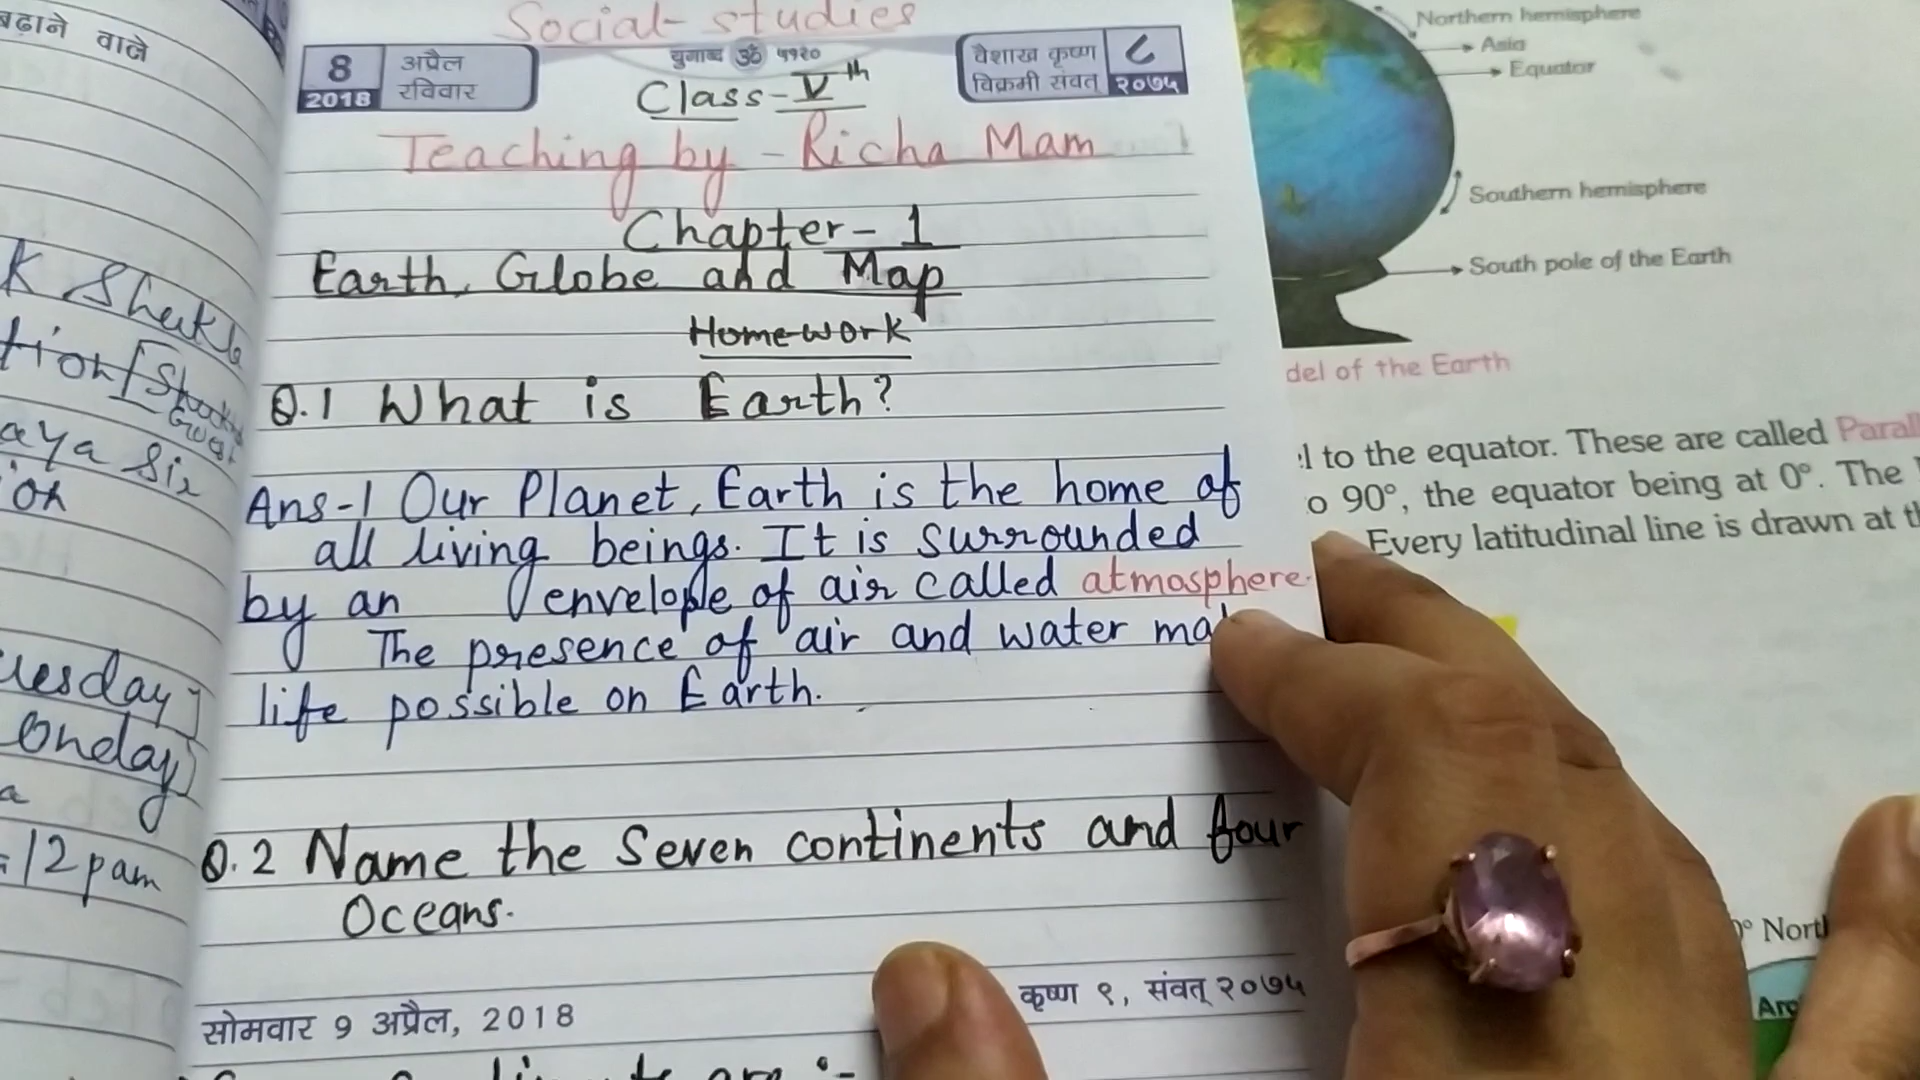 बढ़ाने वाले
K
aya Six
ion
12 pam
Social-studies
8
2018
अप्रैल
रविवार
युगाब्द ॐ ५१२०
वैशाख कृष्ण
विक्रमी संवत्
८
२०७५
Class-Vth
Teaching by - Richa Mam
Chapter-1
Earth, Globe and Map
Homework
Q.1 What is Earth?
Ans-1 Our Planet, Earth is the home of
all living beings. It is surrounded
by an envelope of air called atmosphere.
The presence of air and water
life possible on Earth.
Q.2 Name the Seven continents and four
Oceans.
सोमवार 9 अप्रैल, 2018
कृष्ण ९, संवत् २०७५
Northern hemisphere
Asia
Equator
Southern hemisphere
South pole of the Earth
del of the Earth
to the equator. These are called
90°, the equator being at 0°. The
Every latitudinal line is drawn at